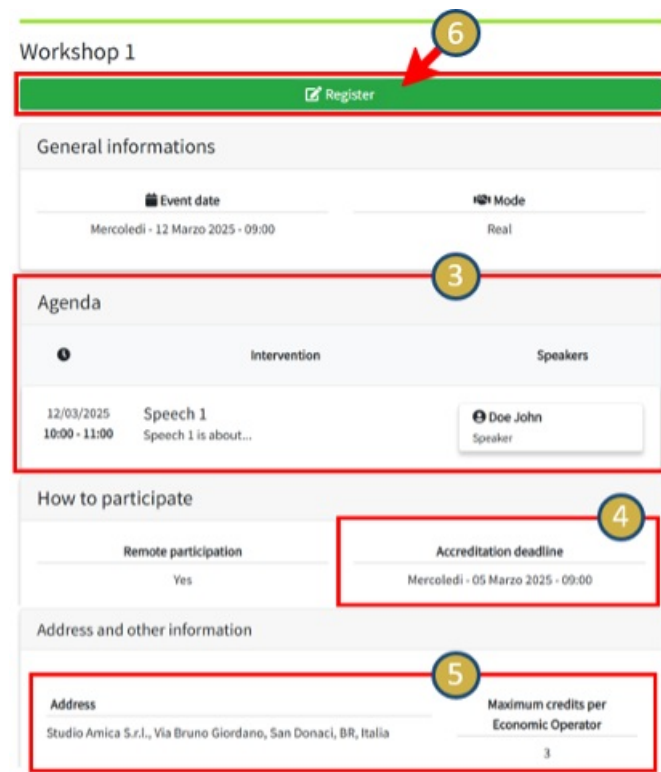 6
Workshop 1
Register
General informations
Event date
Mode
Mercoledì - 12 Marzo 2025 - 09:00
Real
3
Agenda
Intervention
Speakers
12/03/2025
10:00 - 11:00
Speech 1
Speech 1 is about...
Doe John
Speaker
How to participate
4
Remote participation
Yes
Accreditation deadline
Mercoledì - 05 Marzo 2025 - 09:00
Address and other information
5
Address
Studio Amica S.r.l., Via Bruno Giordano, San Donaci, BR, Italia
Maximum credits per
Economic Operator
3